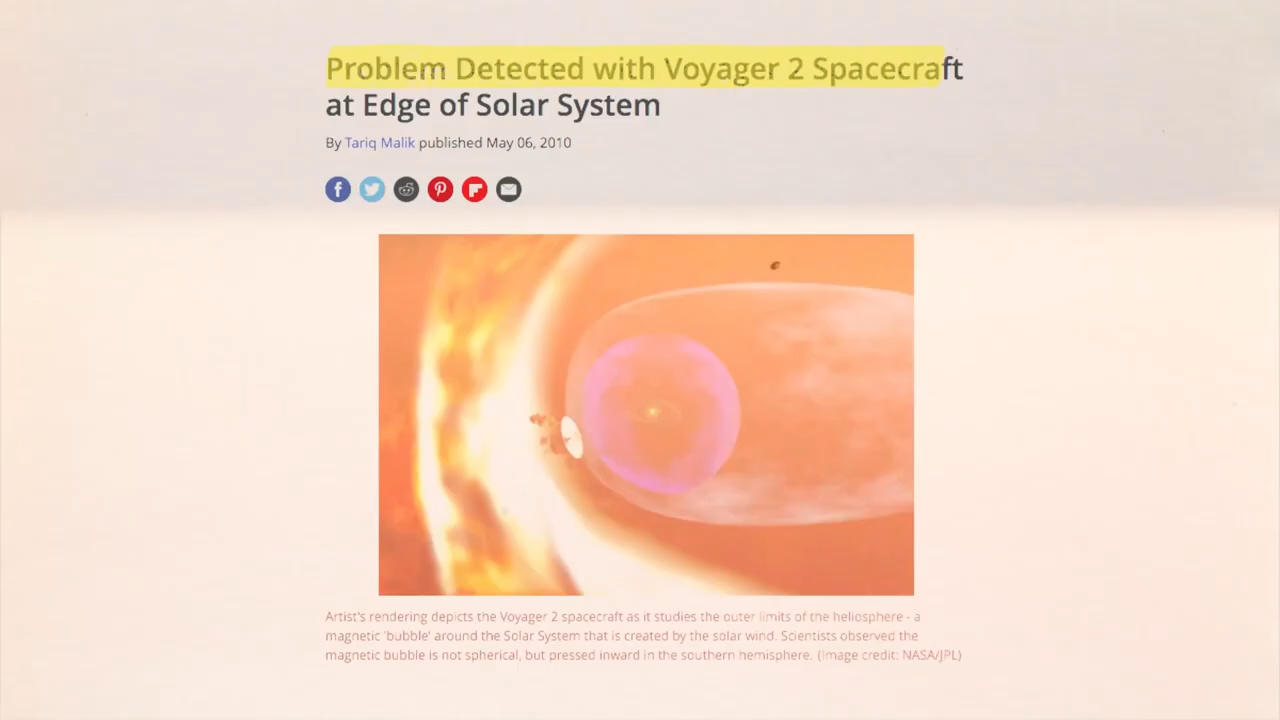 Problem Detected with Voyager 2 Spacecraft
at Edge of Solar System
By Tariq Malik published May 06, 2010
Artist's rendering depicts the Voyager 2 spacecraft as it studies the outer limits of the heliosphere - a
magnetic 'bubble' around the Solar System that is created by the solar wind. Scientists observed the
magnetic bubble is not spherical, but pressed inward in the southern hemisphere. (Image credit: NASA/JPL)